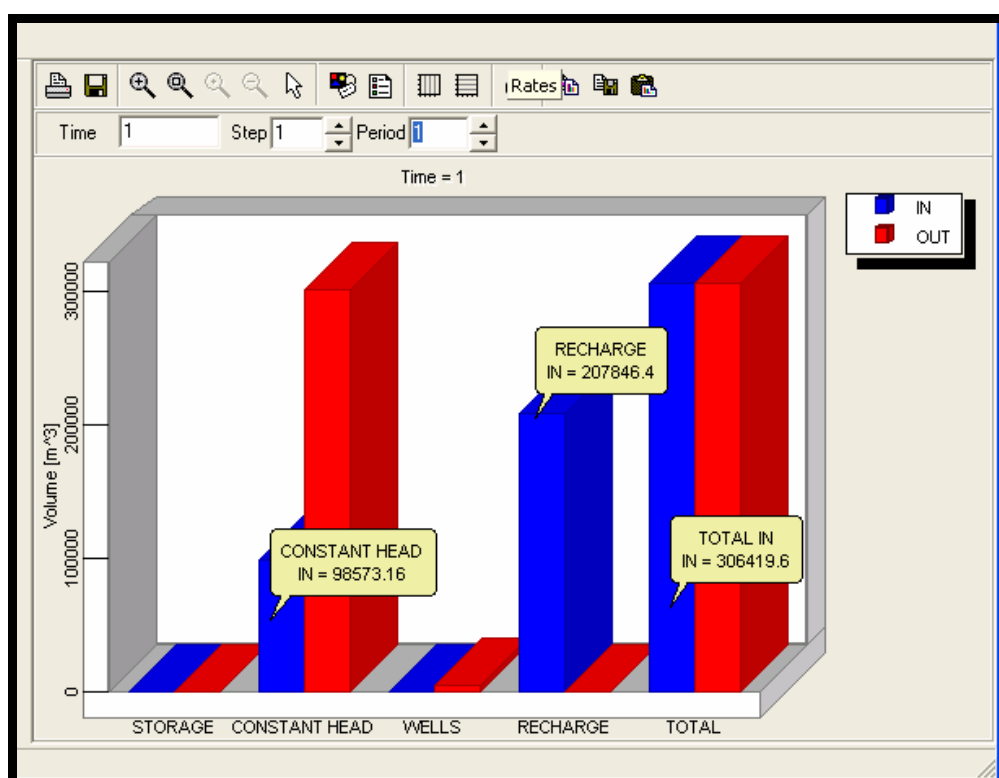 Rates
Time 1 Step 1 Period 1
Time = 1
IN
OUT
Volume [m^3]
300000
200000
100000
0
RECHARGE
IN = 207846.4
CONSTANT HEAD
IN = 98573.16
TOTAL IN
IN = 306419.6
STORAGE CONSTANT HEAD WELLS RECHARGE TOTAL